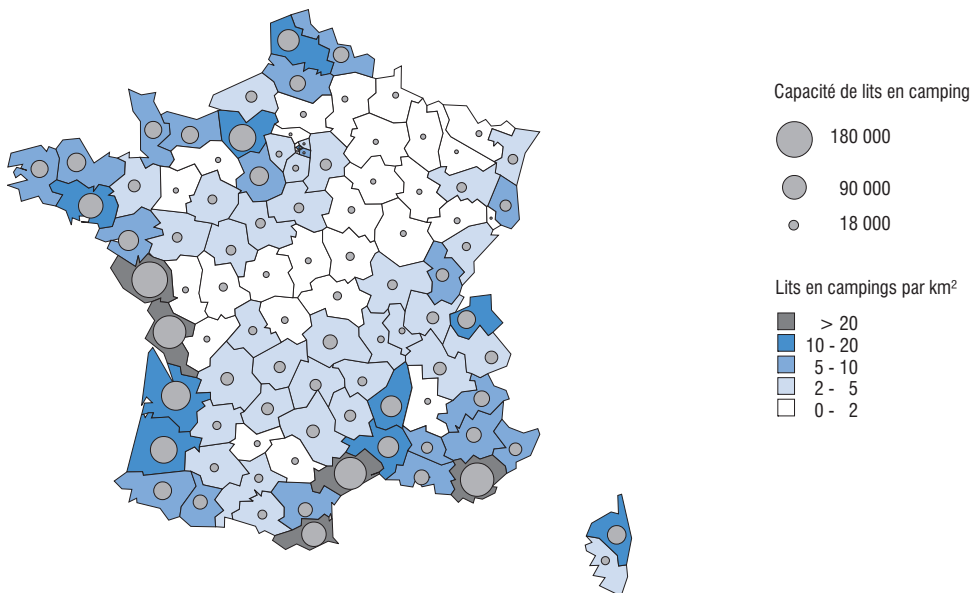 Capacité de lits en camping
180 000
90 000
18 000
Lits en campings par km²
> 20
10 - 20
5 - 10
2 - 5
0 - 2